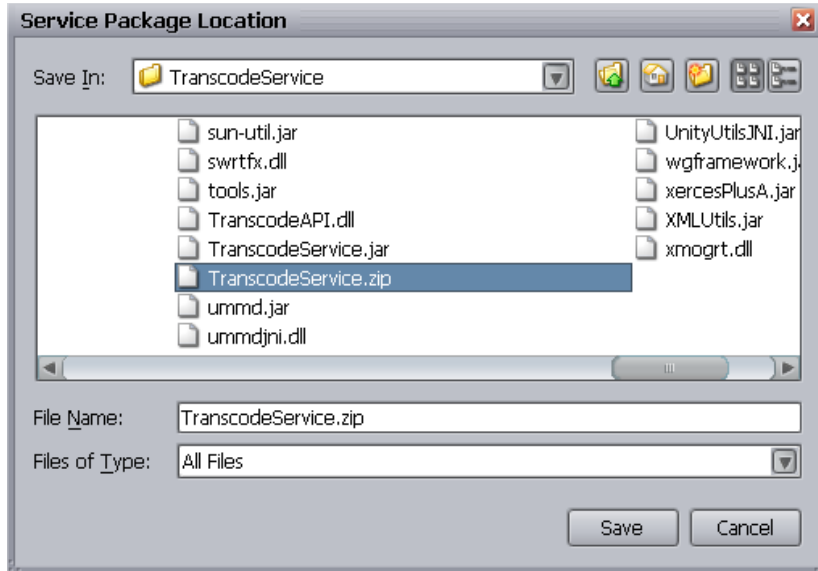 Service Package Location
Save In: TranscodeService
sun-util.jar
swrtfx.dll
tools.jar
TranscodeAPI.dll
TranscodeService.jar
TranscodeService.zip
ummd.jar
ummdjni.dll
UnityUtilsJNI.jar
wgframework.j
xercesPlusA.jar
XMLUtils.jar
xmogrt.dll
File Name: TranscodeService.zip
Files of Type: All Files
Save Cancel